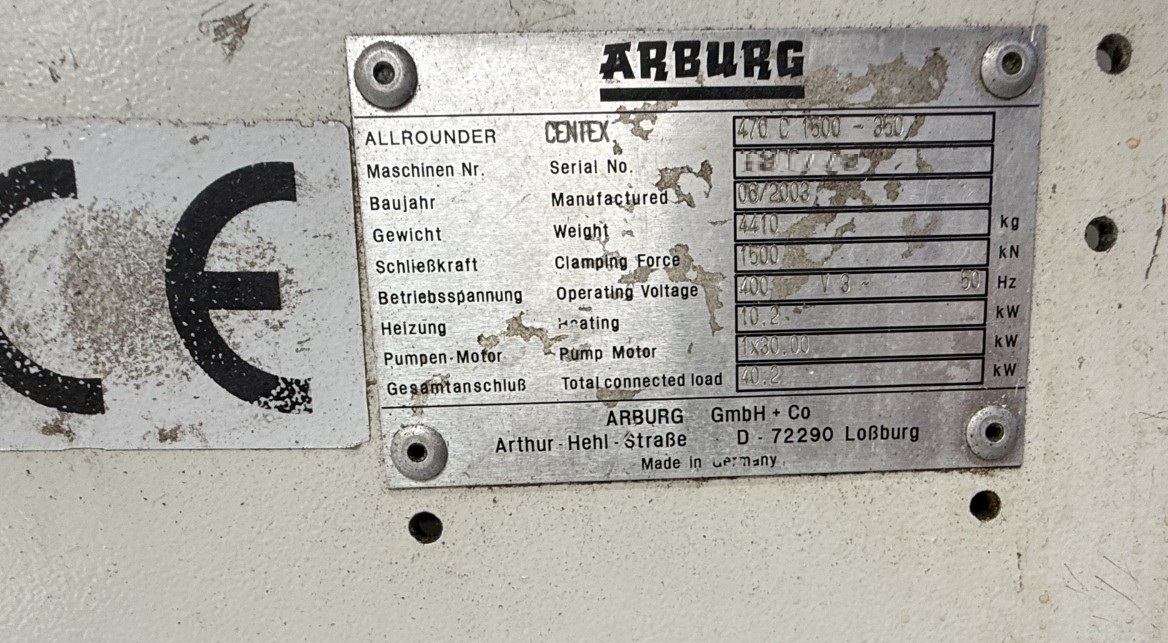 CE
ARBURG
ALLROUNDER CENTEX 470 C 1500 - 350
Maschinen Nr. Serial No.
Baujahr Manufactured 06/2003
Gewicht Weight 4410 kg
Schließkraft Clamping Force 1500 kN
Betriebsspannung Operating Voltage 400 V 3~ 50 Hz
Heizung Heating 10.2 kW
Pumpen-Motor Pump Motor 1x30.00 kW
Gesamtanschluß Total connected load 40.2 kW
ARBURG GmbH + Co
Arthur-Hehl-Straße D-72290 Loßburg
Made in Germany